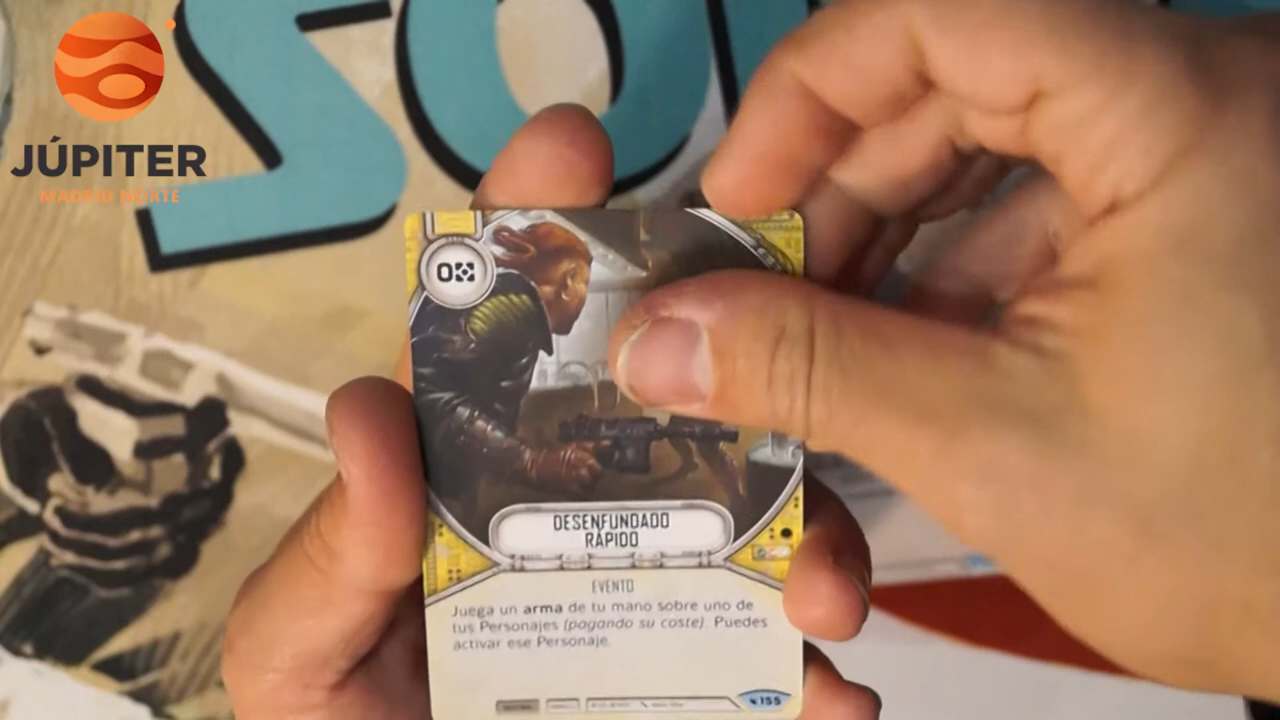 JÚPITER
MADRID NORTE
0
DESENFUNDADO
RÁPIDO
EVENTO
Juega un arma de tu mano sobre uno de
tus Personajes (pagando su coste). Puedes
activar ese Personaje.
155